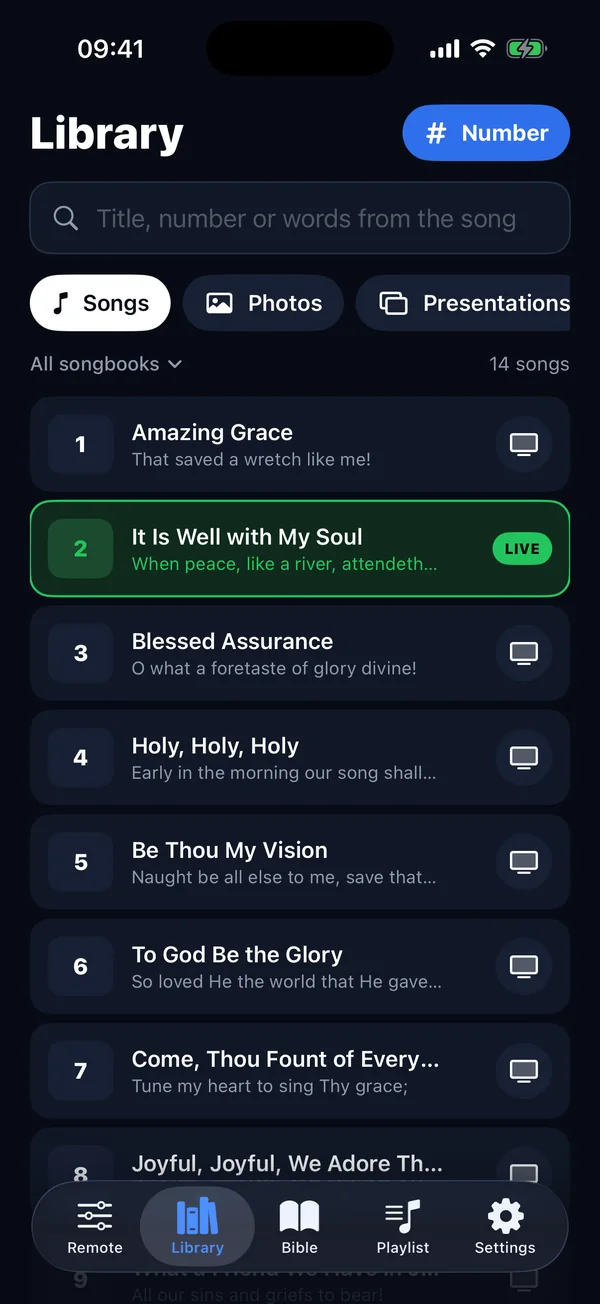 09:41
Library
# Number
Title, number or words from the song
Songs
Photos
Presentations
All songbooks
14 songs
1
Amazing Grace
That saved a wretch like me!
2
It Is Well with My Soul
When peace, like a river, attendeth...
LIVE
3
Blessed Assurance
O what a foretaste of glory divine!
4
Holy, Holy, Holy
Early in the morning our song shall...
5
Be Thou My Vision
Naught be all else to me, save that...
6
To God Be the Glory
So loved He the world that He gave...
7
Come, Thou Fount of Every...
Tune my heart to sing Thy grace;
8
Joyful, Joyful, We Adore Th...
Remote
Library
Bible
Playlist
Settings
9
What a Friend We Have in J...
All our sins and griefs to bear!